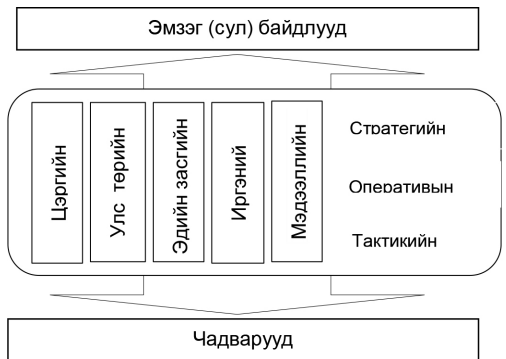 Эмзэг (сул) байдлууд
Цэргийн
Улс төрийн
Эдийн засгийн
Иргэний
Мэдээллийн
Стратегийн
Оперативын
Тактикийн
Чадварууд